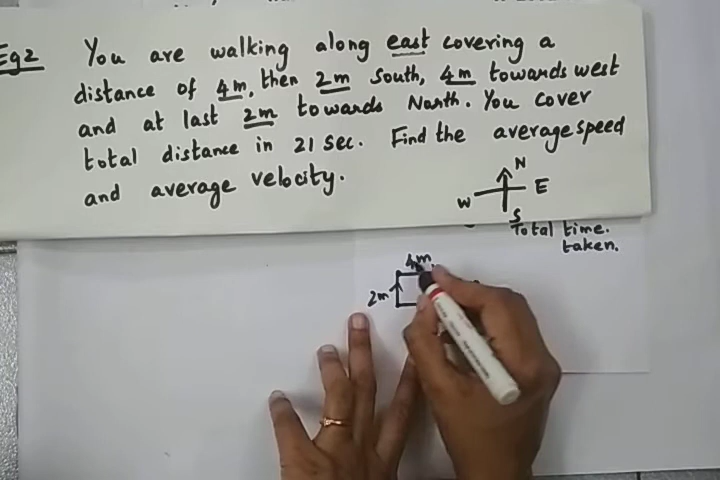 Eg2 You are walking along east covering a
distance of 4m, then 2m south, 4m towards west
and at last 2m towards North. You cover
total distance in 21 sec. Find the average speed
and average velocity.
N
W E
S
Total time.
taken.
4m
2m